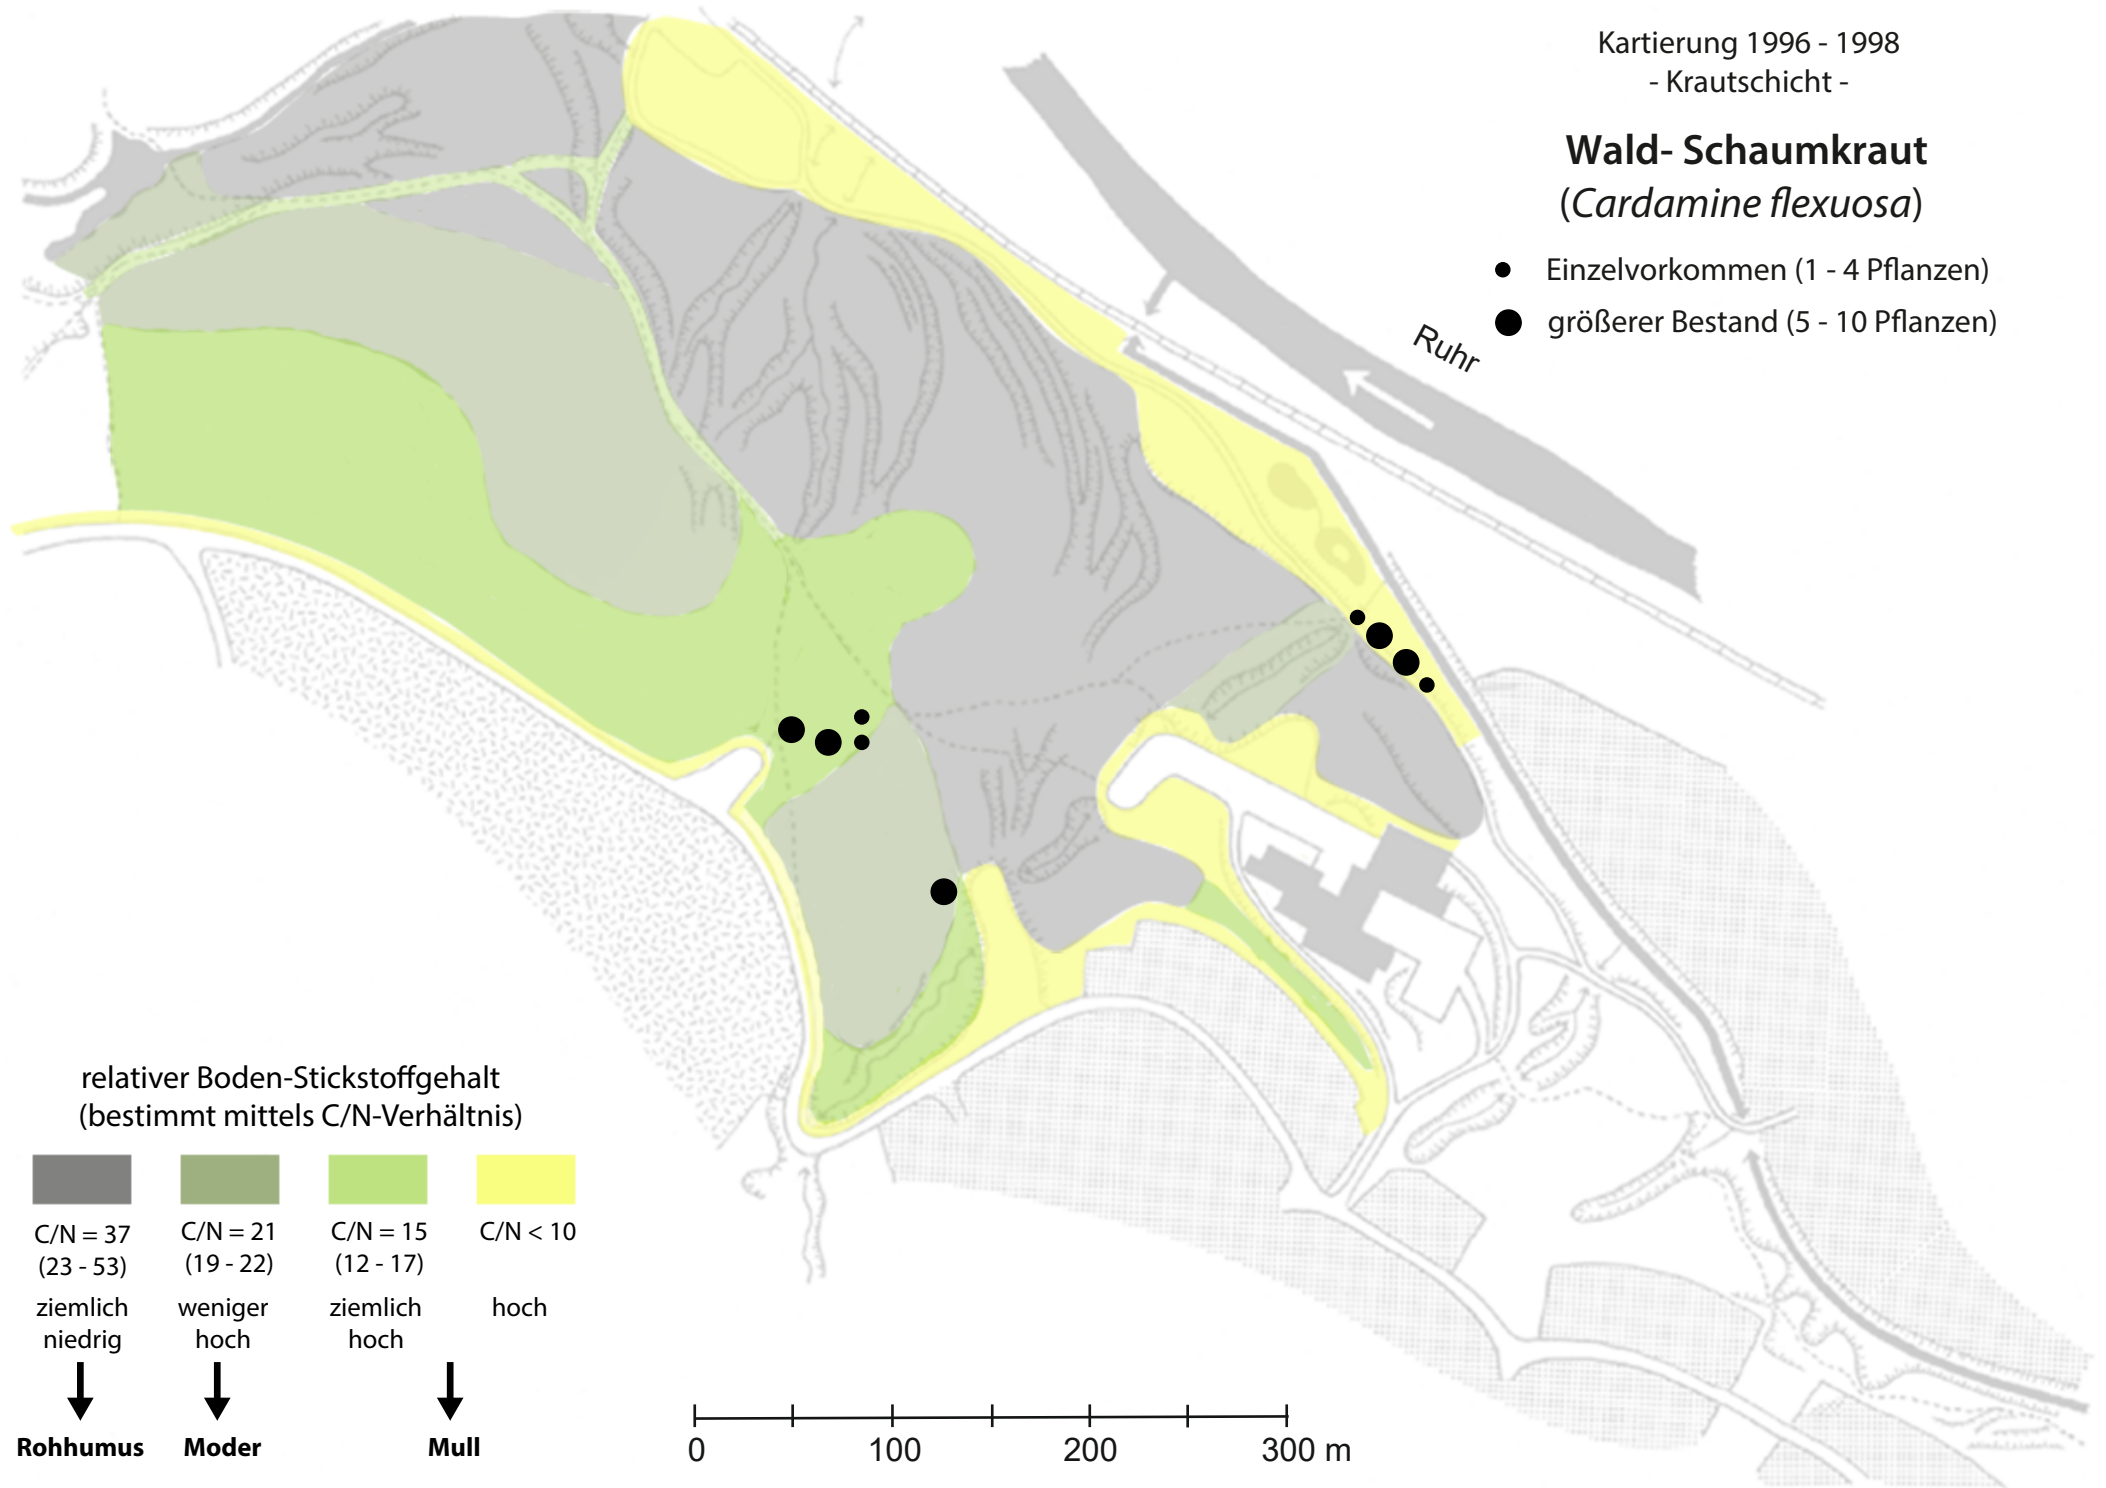 Kartierung 1996 - 1998
- Krautschicht -
Wald- Schaumkraut
(Cardamine flexuosa)
Einzelvorkommen (1 - 4 Pflanzen)
größerer Bestand (5 - 10 Pflanzen)
Ruhr
relativer Boden-Stickstoffgehalt
(bestimmt mittels C/N-Verhältnis)
C/N = 37 C/N = 21 C/N = 15 C/N < 10
(23 - 53) (19 - 22) (12 - 17)
ziemlich weniger ziemlich hoch
niedrig hoch hoch
Rohhumus Moder Mull
0 100 200 300 m